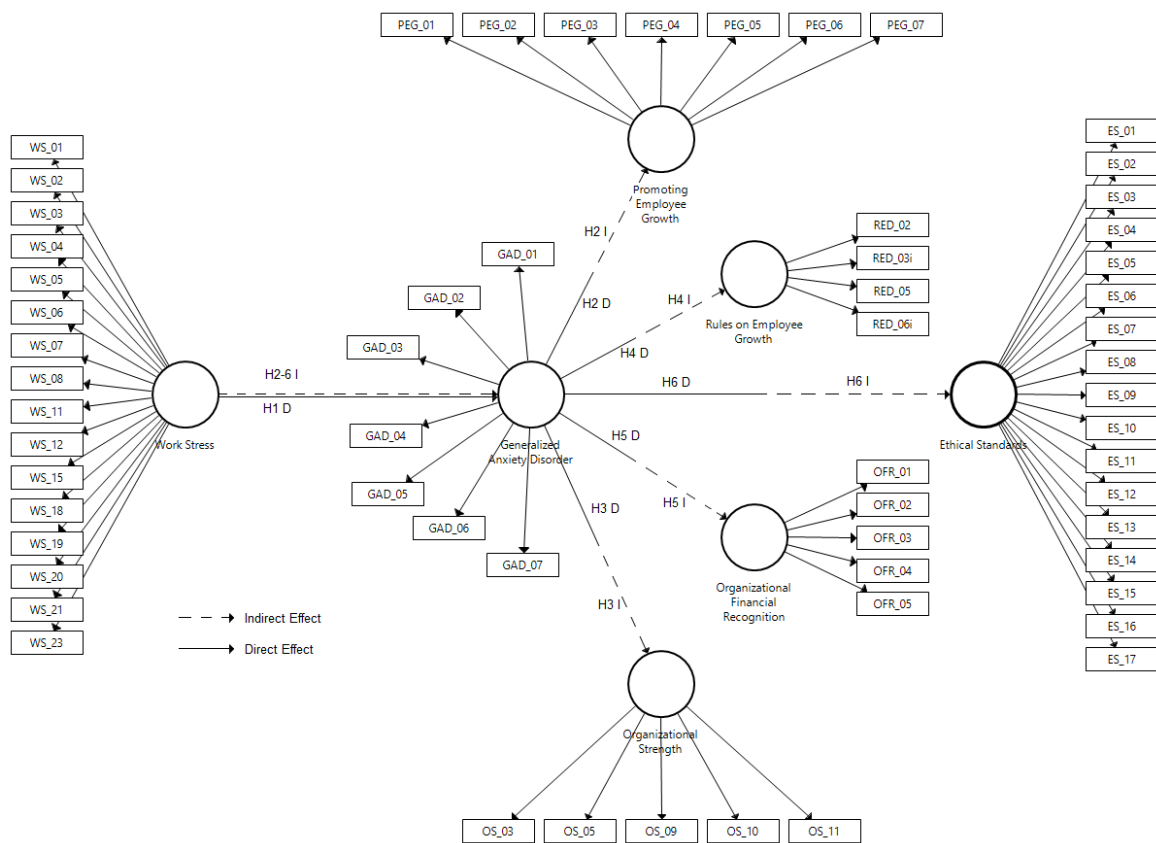 PEG_01
PEG_02
PEG_03
PEG_04
PEG_05
PEG_06
PEG_07
Promoting
Employee
Growth
WS_01
WS_02
WS_03
WS_04
WS_05
WS_06
WS_07
WS_08
WS_11
WS_12
WS_15
WS_18
WS_19
WS_20
WS_21
WS_23
Work Stress
H2-6 I
H1 D
GAD_01
GAD_02
GAD_03
GAD_04
GAD_05
GAD_06
GAD_07
Generalized
Anxiety Disorder
H2 I
H2 D
H4 I
H4 D
H6 D
H6 I
H5 D
H5 I
H3 D
H3 I
RED_02
RED_03i
RED_05
RED_06i
Rules on Employee
Growth
OFR_01
OFR_02
OFR_03
OFR_04
OFR_05
Organizational
Financial
Recognition
Ethical Standards
ES_01
ES_02
ES_03
ES_04
ES_05
ES_06
ES_07
ES_08
ES_09
ES_10
ES_11
ES_12
ES_13
ES_14
ES_15
ES_16
ES_17
Indirect Effect
Direct Effect
Organizational
Strength
OS_03
OS_05
OS_09
OS_10
OS_11